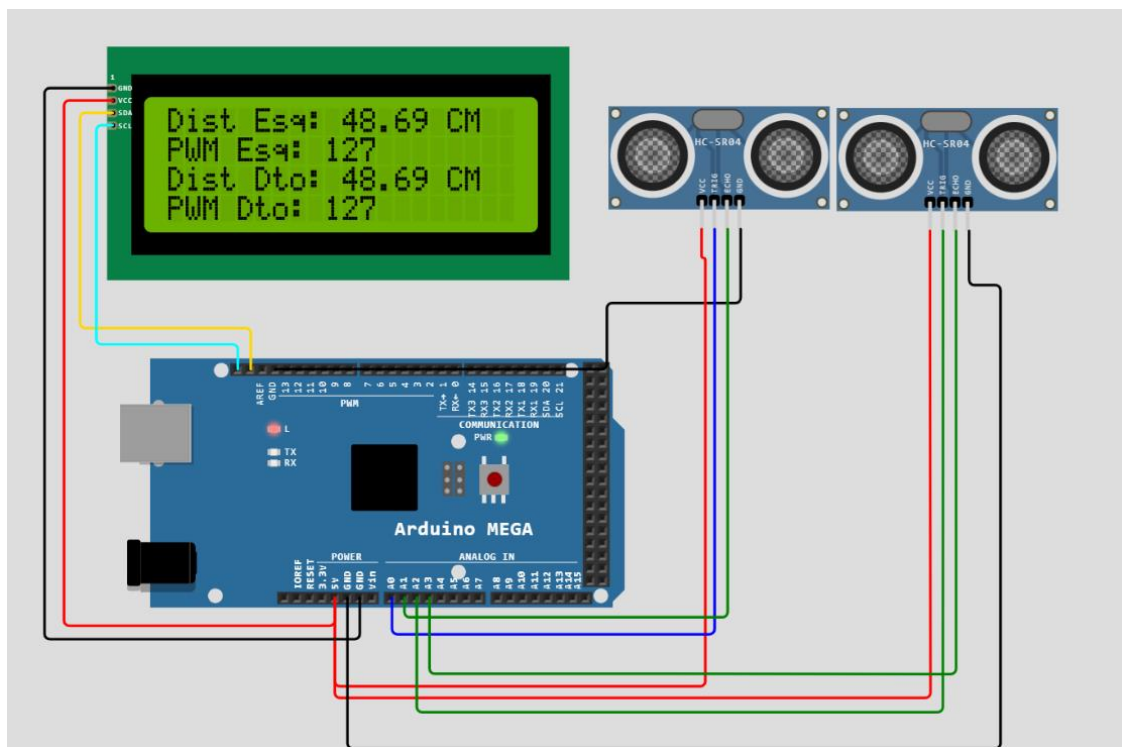 1
GND
VCC
SDA
SCL
Dist Esq: 48.69 CM
PWM Esq: 127
Dist Dto: 48.69 CM
PWM Dto: 127
HC-SR04
VCC
TRIG
ECHO
GND
HC-SR04
VCC
TRIG
ECHO
GND
AREF
GND
13
12
11
10
9
8
7
6
5
4
3
2
TX→ 1
RX← 0
TX3 14
RX3 15
TX2 16
RX2 17
TX1 18
RX1 19
SDA 20
SCL 21
PWM
COMMUNICATION
L
PWR
TX
RX
Arduino MEGA
POWER
ANALOG IN
IOREF
RESET
3.3V
5V
GND
GND
Vin
A0
A1
A2
A3
A4
A5
A6
A7
A8
A9
A10
A11
A12
A13
A14
A15